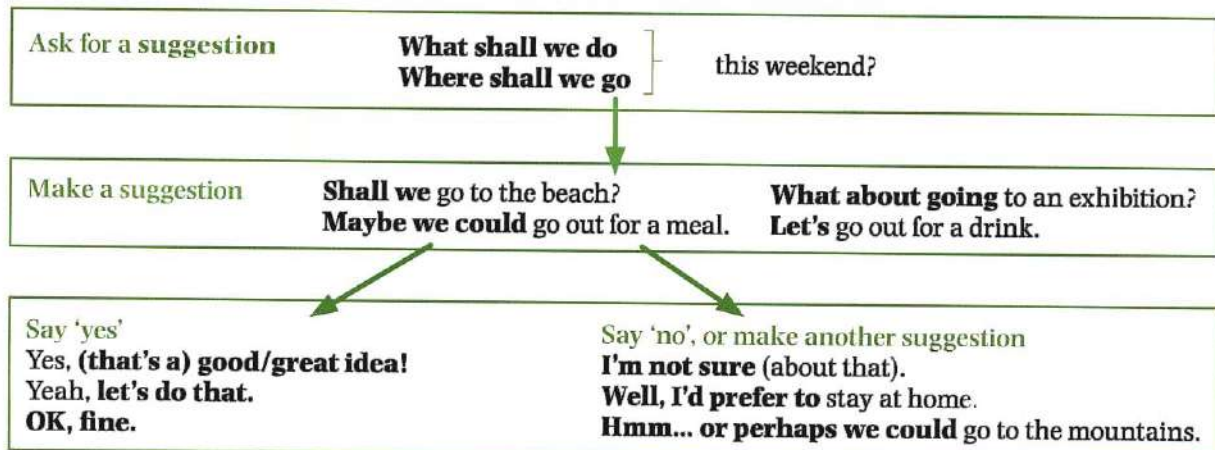 Ask for a suggestion
What shall we do
Where shall we go
this weekend?
Make a suggestion
Shall we go to the beach?
Maybe we could go out for a meal.
What about going to an exhibition?
Let's go out for a drink.
Say 'yes'
Yes, (that's a) good/great idea!
Yeah, let's do that.
OK, fine.
Say 'no', or make another suggestion
I'm not sure (about that).
Well, I'd prefer to stay at home.
Hmm... or perhaps we could go to the mountains.